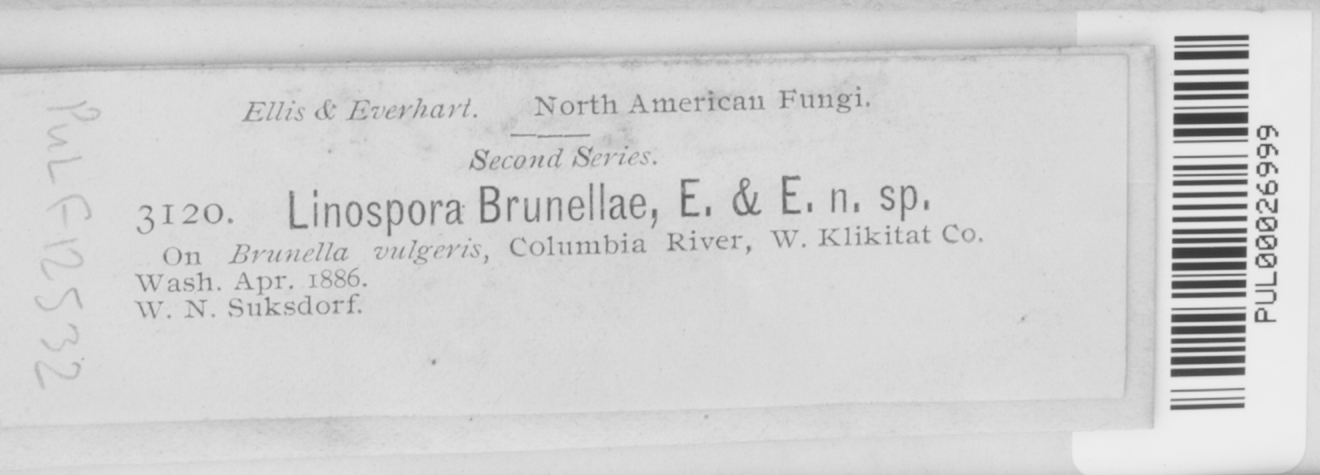 Ellis & Everhart. North American Fungi.
Second Series.
3120. Linospora Brunellae, E. & E. n. sp.
On Brunella vulgeris, Columbia River, W. Klikitat Co.
Wash. Apr. 1886.
W. N. Suksdorf.
PUL F-12532
PUL00026999